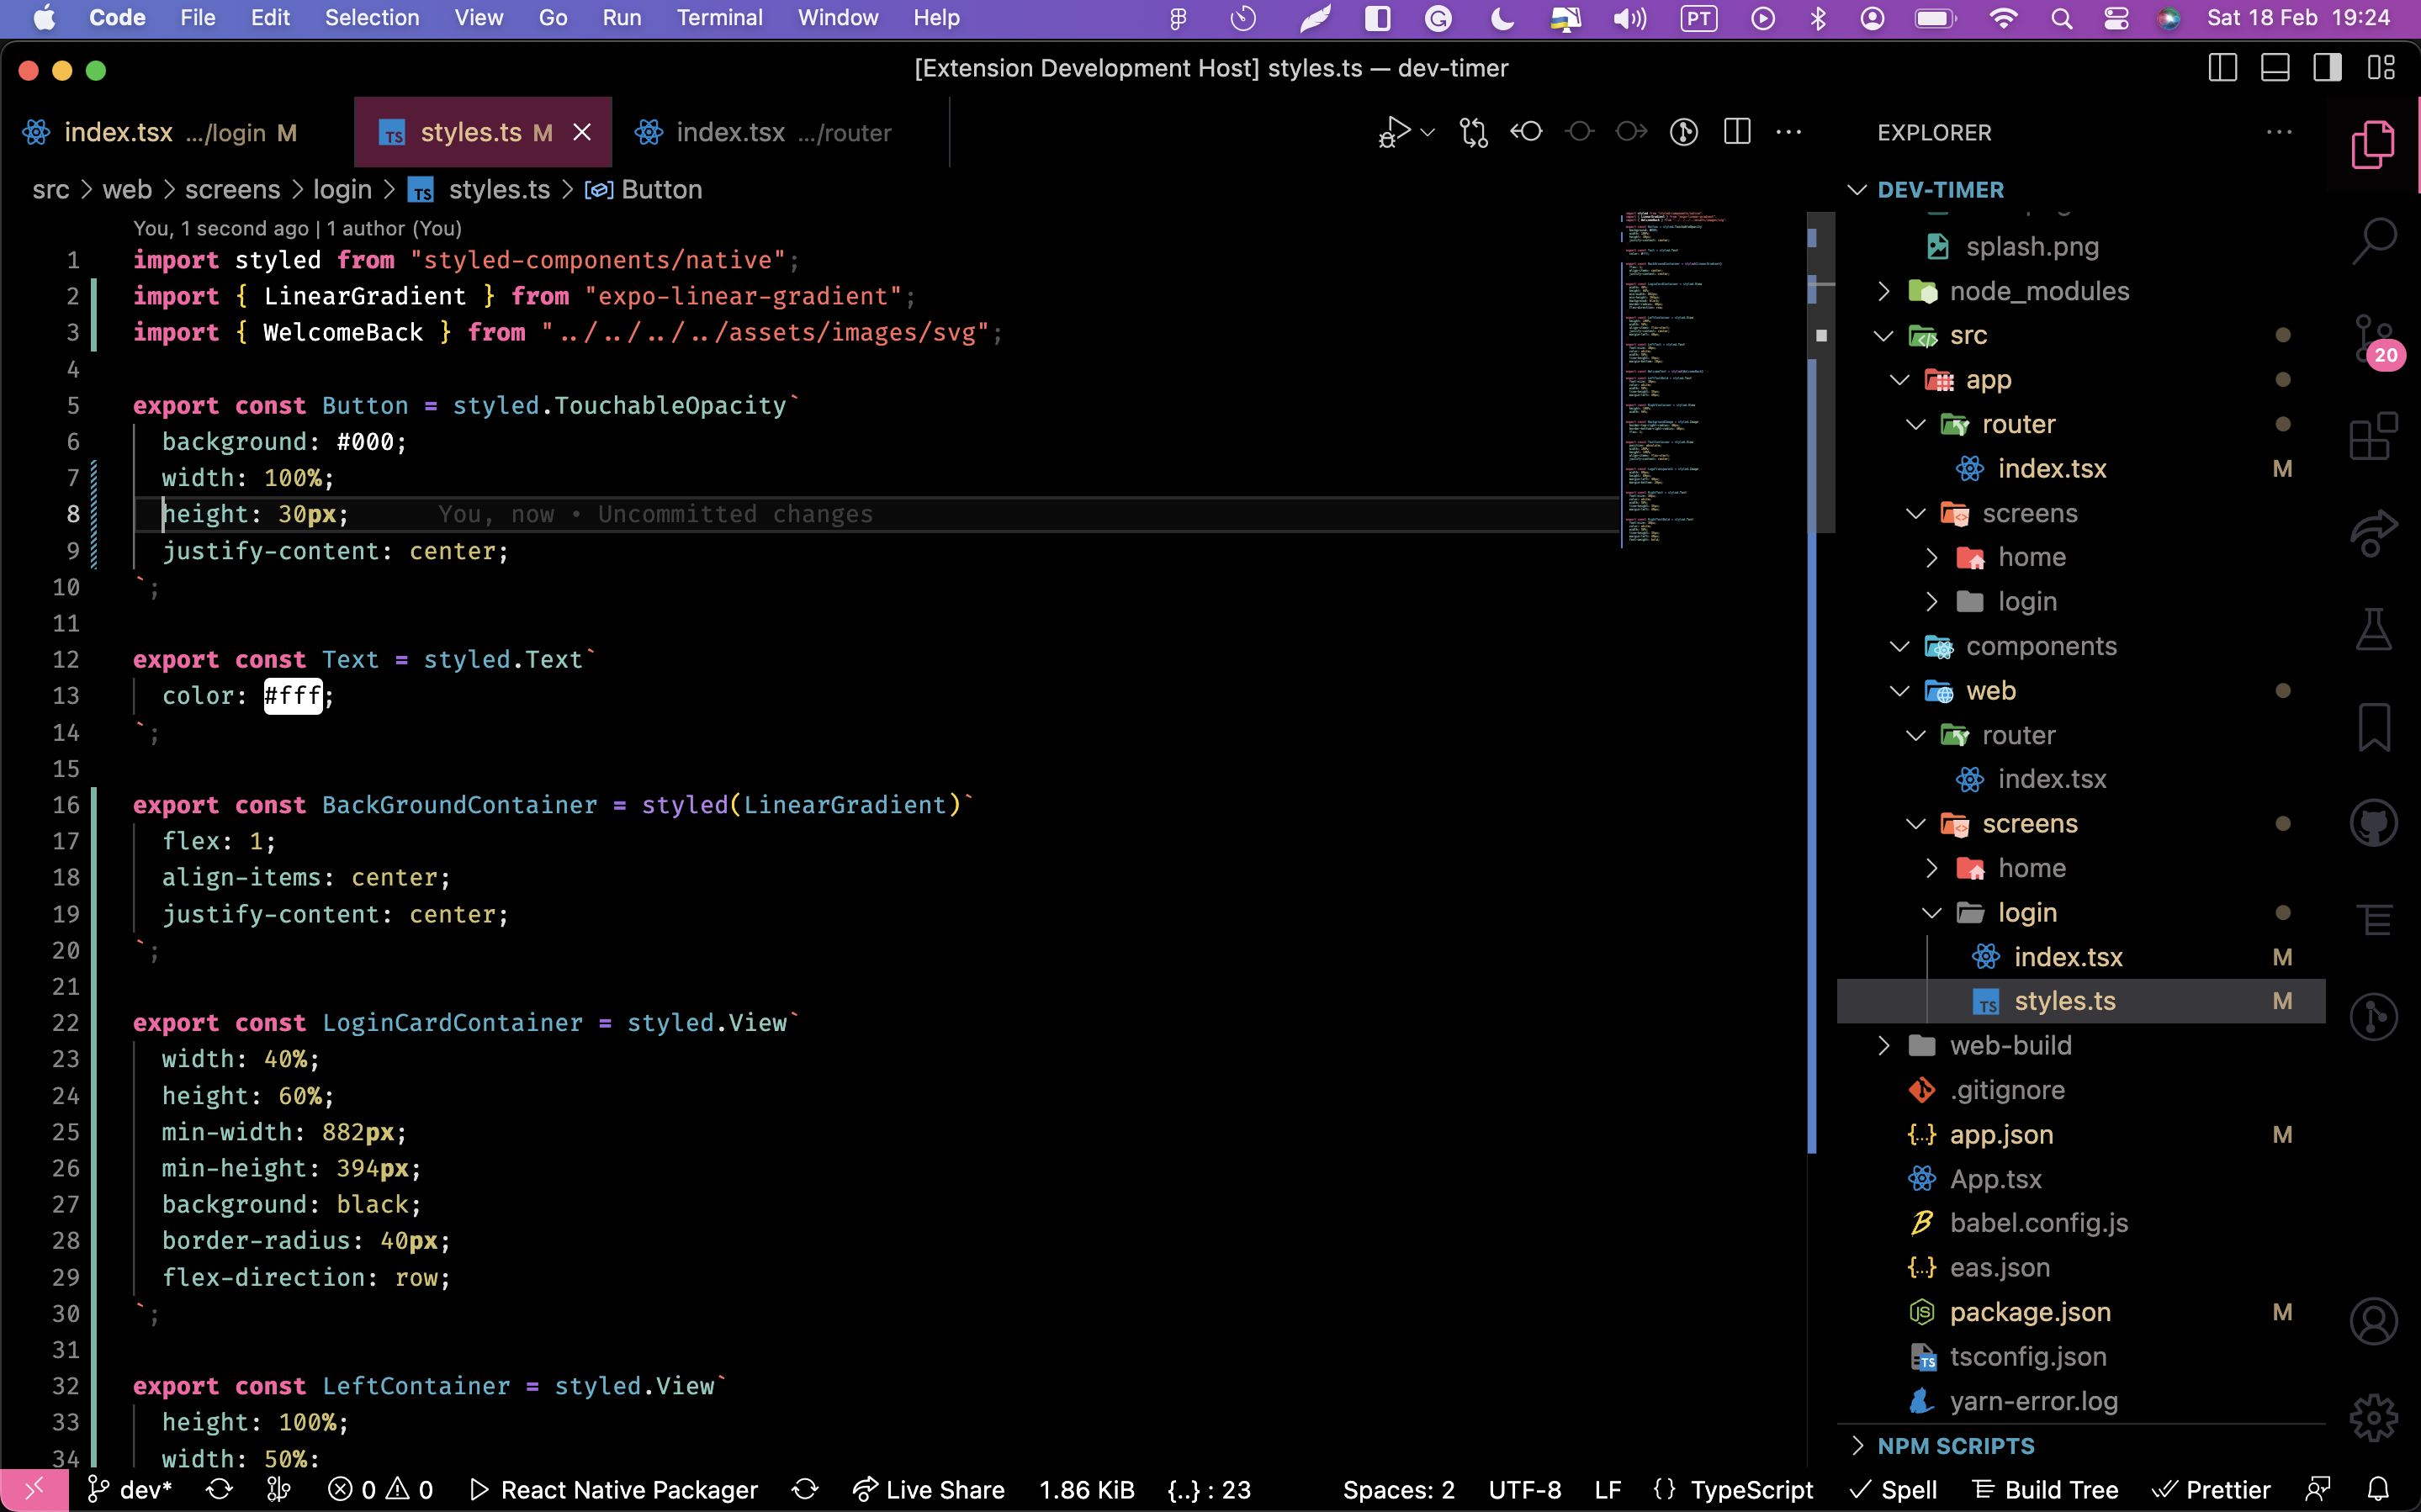 Code File Edit Selection View Go Run Terminal Window Help PT Sat 18 Feb 19:24
[Extension Development Host] styles.ts — dev-timer
index.tsx .../login M
TS styles.ts M
index.tsx .../router
EXPLORER
src > web > screens > login > TS styles.ts > Button
DEV-TIMER
You, 1 second ago | 1 author (You)
1 import styled from "styled-components/native";
2 import { LinearGradient } from "expo-linear-gradient";
3 import { WelcomeBack } from "../../../../assets/images/svg";
4
5 export const Button = styled.TouchableOpacity`
6 background: #000;
7 width: 100%;
8 height: 30px; You, now • Uncommitted changes
9 justify-content: center;
10 `;
11
12 export const Text = styled.Text`
13 color: #fff;
14 `;
15
16 export const BackGroundContainer = styled(LinearGradient)`
17 flex: 1;
18 align-items: center;
19 justify-content: center;
20 `;
21
22 export const LoginCardContainer = styled.View`
23 width: 40%;
24 height: 60%;
25 min-width: 882px;
26 min-height: 394px;
27 background: black;
28 border-radius: 40px;
29 flex-direction: row;
30 `;
31
32 export const LeftContainer = styled.View`
33 height: 100%;
34 width: 50%;
splash.png
node_modules
src
app
router
index.tsx M
screens
home
login
components
web
router
index.tsx
screens
home
login
index.tsx M
TS styles.ts M
web-build
.gitignore
{..} app.json M
App.tsx
babel.config.js
{..} eas.json
package.json M
tsconfig.json
yarn-error.log
NPM SCRIPTS
20
dev* 0 0 React Native Packager Live Share 1.86 KiB {..} : 23 Spaces: 2 UTF-8 LF {} TypeScript Spell Build Tree Prettier